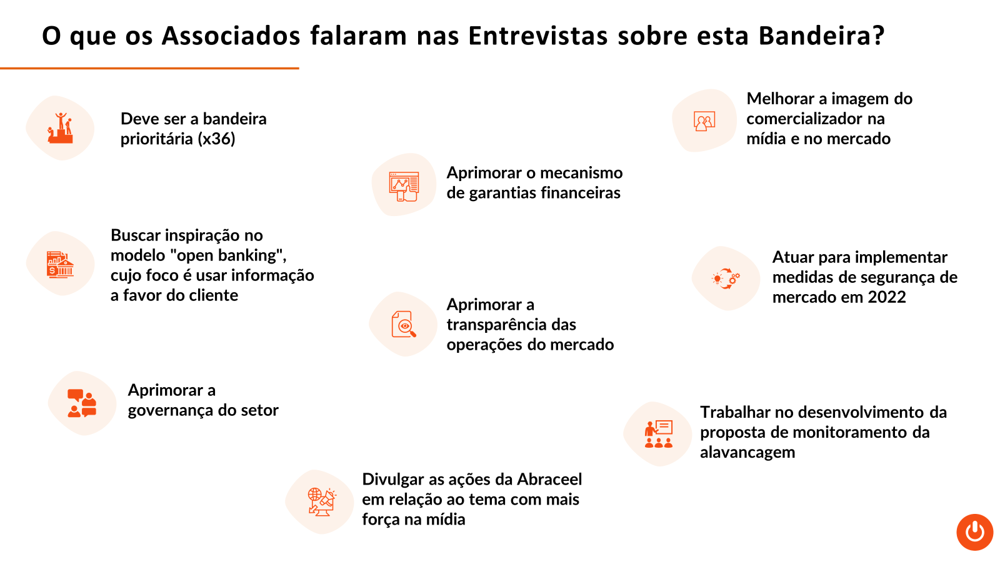 O que os Associados falaram nas Entrevistas sobre esta Bandeira?
Deve ser a bandeira
prioritária (x36)
Buscar inspiração no
modelo "open banking",
cujo foco é usar informação
a favor do cliente
Aprimorar a
governança do setor
Aprimorar o mecanismo
de garantias financeiras
Aprimorar a
transparência das
operações do mercado
Divulgar as ações da Abraceel
em relação ao tema com mais
força na mídia
Melhorar a imagem do
comercializador na
mídia e no mercado
Atuar para implementar
medidas de segurança de
mercado em 2022
Trabalhar no desenvolvimento da
proposta de monitoramento da
alavancagem